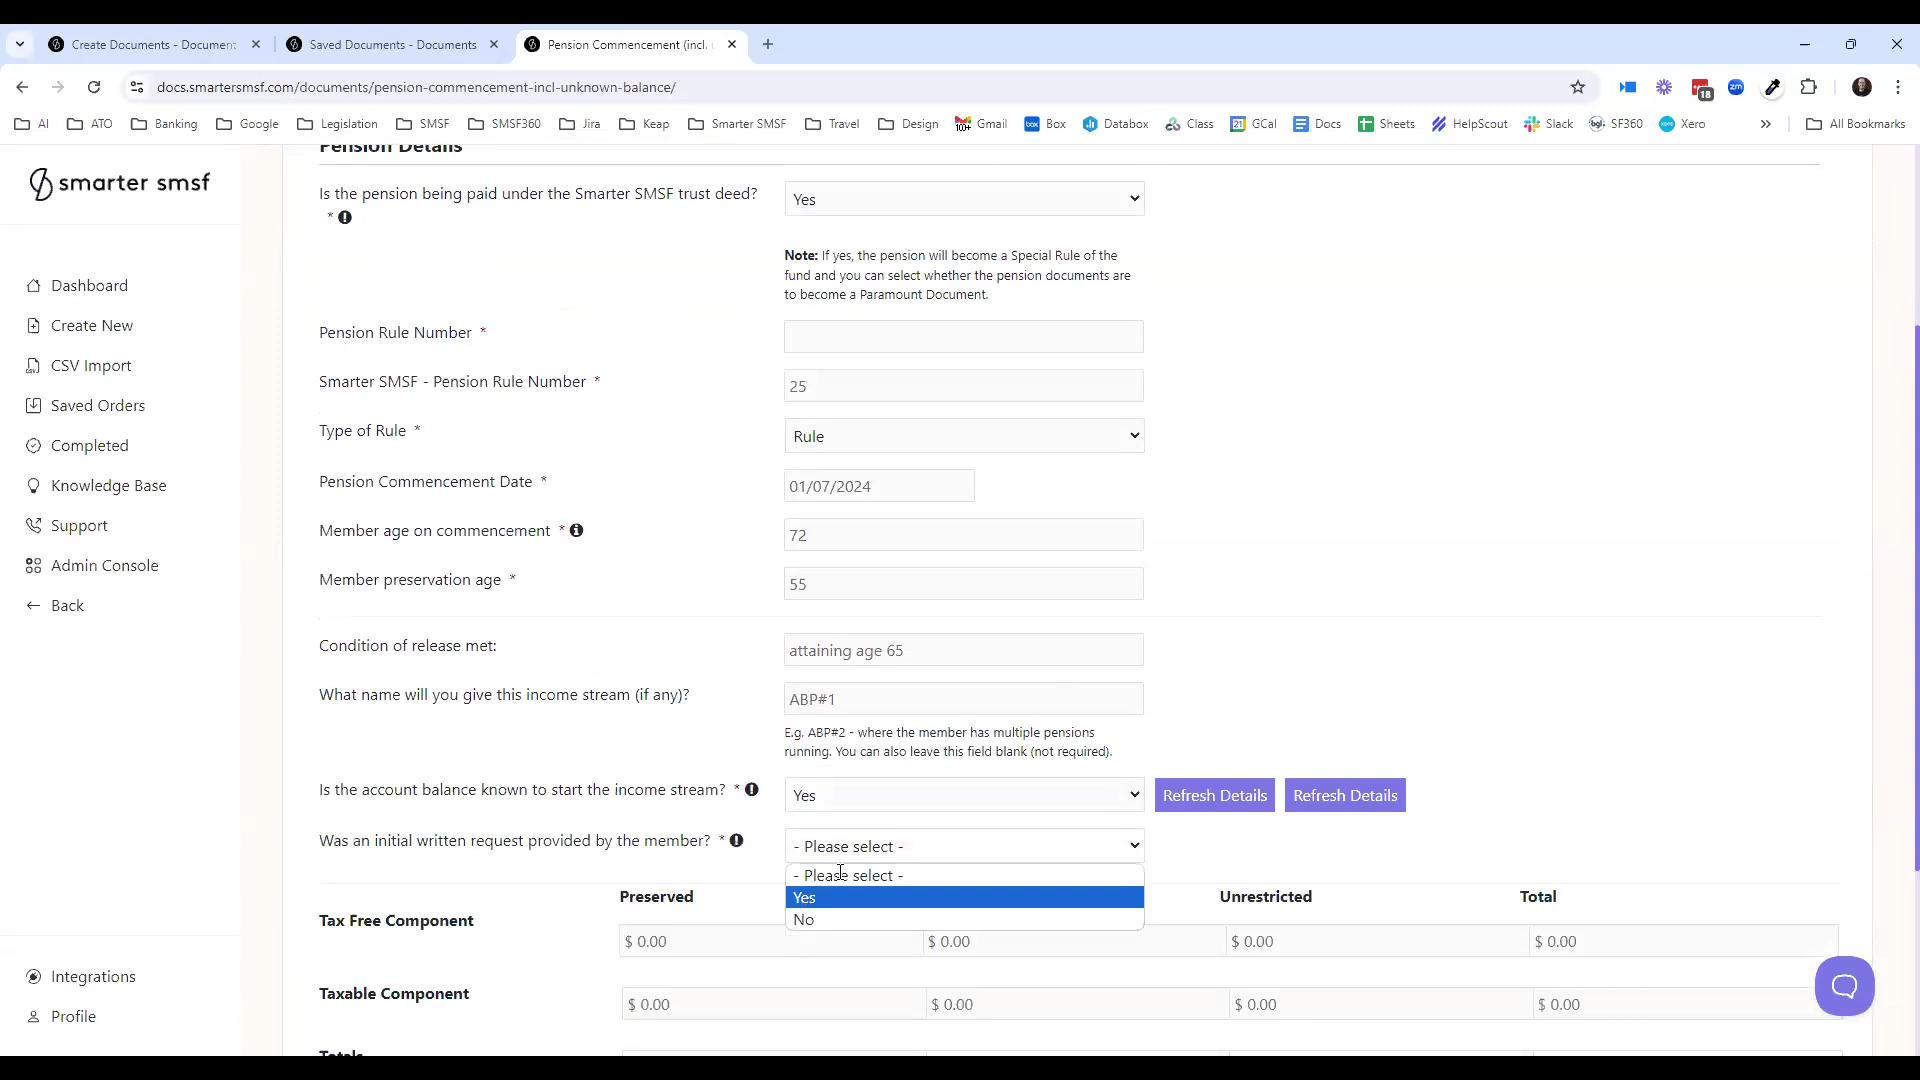 Create Documents - Document
Saved Documents - Documents
Pension Commencement (incl.
docs.smartersmsf.com/documents/pension-commencement-incl-unknown-balance/
18
zm
AI
ATO
Banking
Google
Legislation
SMSF
SMSF360
Jira
Keap
Smarter SMSF
Travel
Design
100+
Gmail
box
Box
Databox
Class
21
GCal
Docs
Sheets
HelpScout
Slack
bgl
SF360
xero
Xero
All Bookmarks
smarter smsf
Dashboard
Create New
CSV Import
Saved Orders
Completed
Knowledge Base
Support
Admin Console
Back
Integrations
Profile
Pension Details
Is the pension being paid under the Smarter SMSF trust deed?
*
Yes
Note: If yes, the pension will become a Special Rule of the
fund and you can select whether the pension documents are
to become a Paramount Document.
Pension Rule Number *
Smarter SMSF - Pension Rule Number *
25
Type of Rule *
Rule
Pension Commencement Date *
01/07/2024
Member age on commencement *
72
Member preservation age *
55
Condition of release met:
attaining age 65
What name will you give this income stream (if any)?
ABP#1
E.g. ABP#2 - where the member has multiple pensions
running. You can also leave this field blank (not required).
Is the account balance known to start the income stream? *
Yes
Refresh Details
Refresh Details
Was an initial written request provided by the member? *
- Please select -
- Please select -
Yes
No
Preserved
Unrestricted
Total
Tax Free Component
$ 0.00
$ 0.00
$ 0.00
$ 0.00
Taxable Component
$ 0.00
$ 0.00
$ 0.00
$ 0.00
Totals